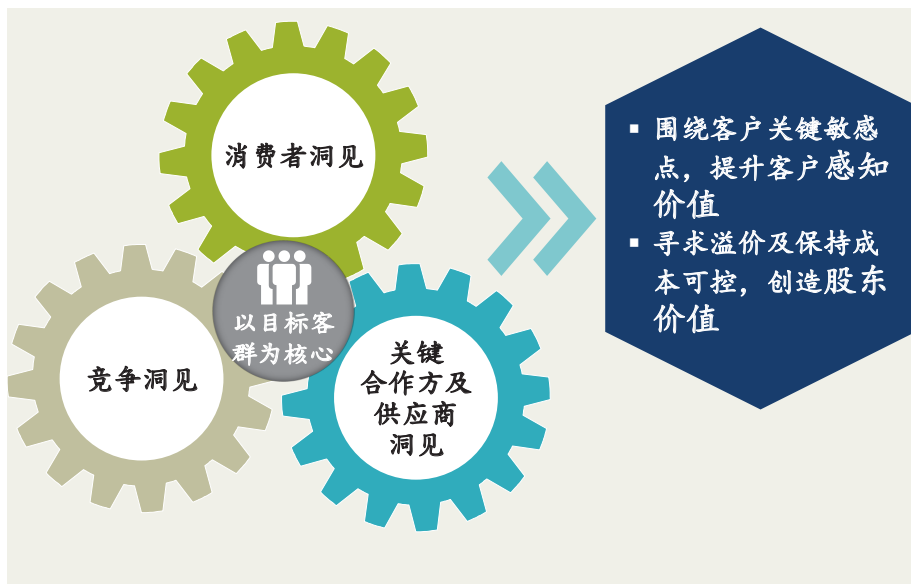 消费者洞见
以目标客
群为核心
竞争洞见
关键
合作方及
供应商
洞见
▪ 围绕客户关键敏感
点，提升客户感知
价值
▪ 寻求溢价及保持成
本可控，创造股东
价值